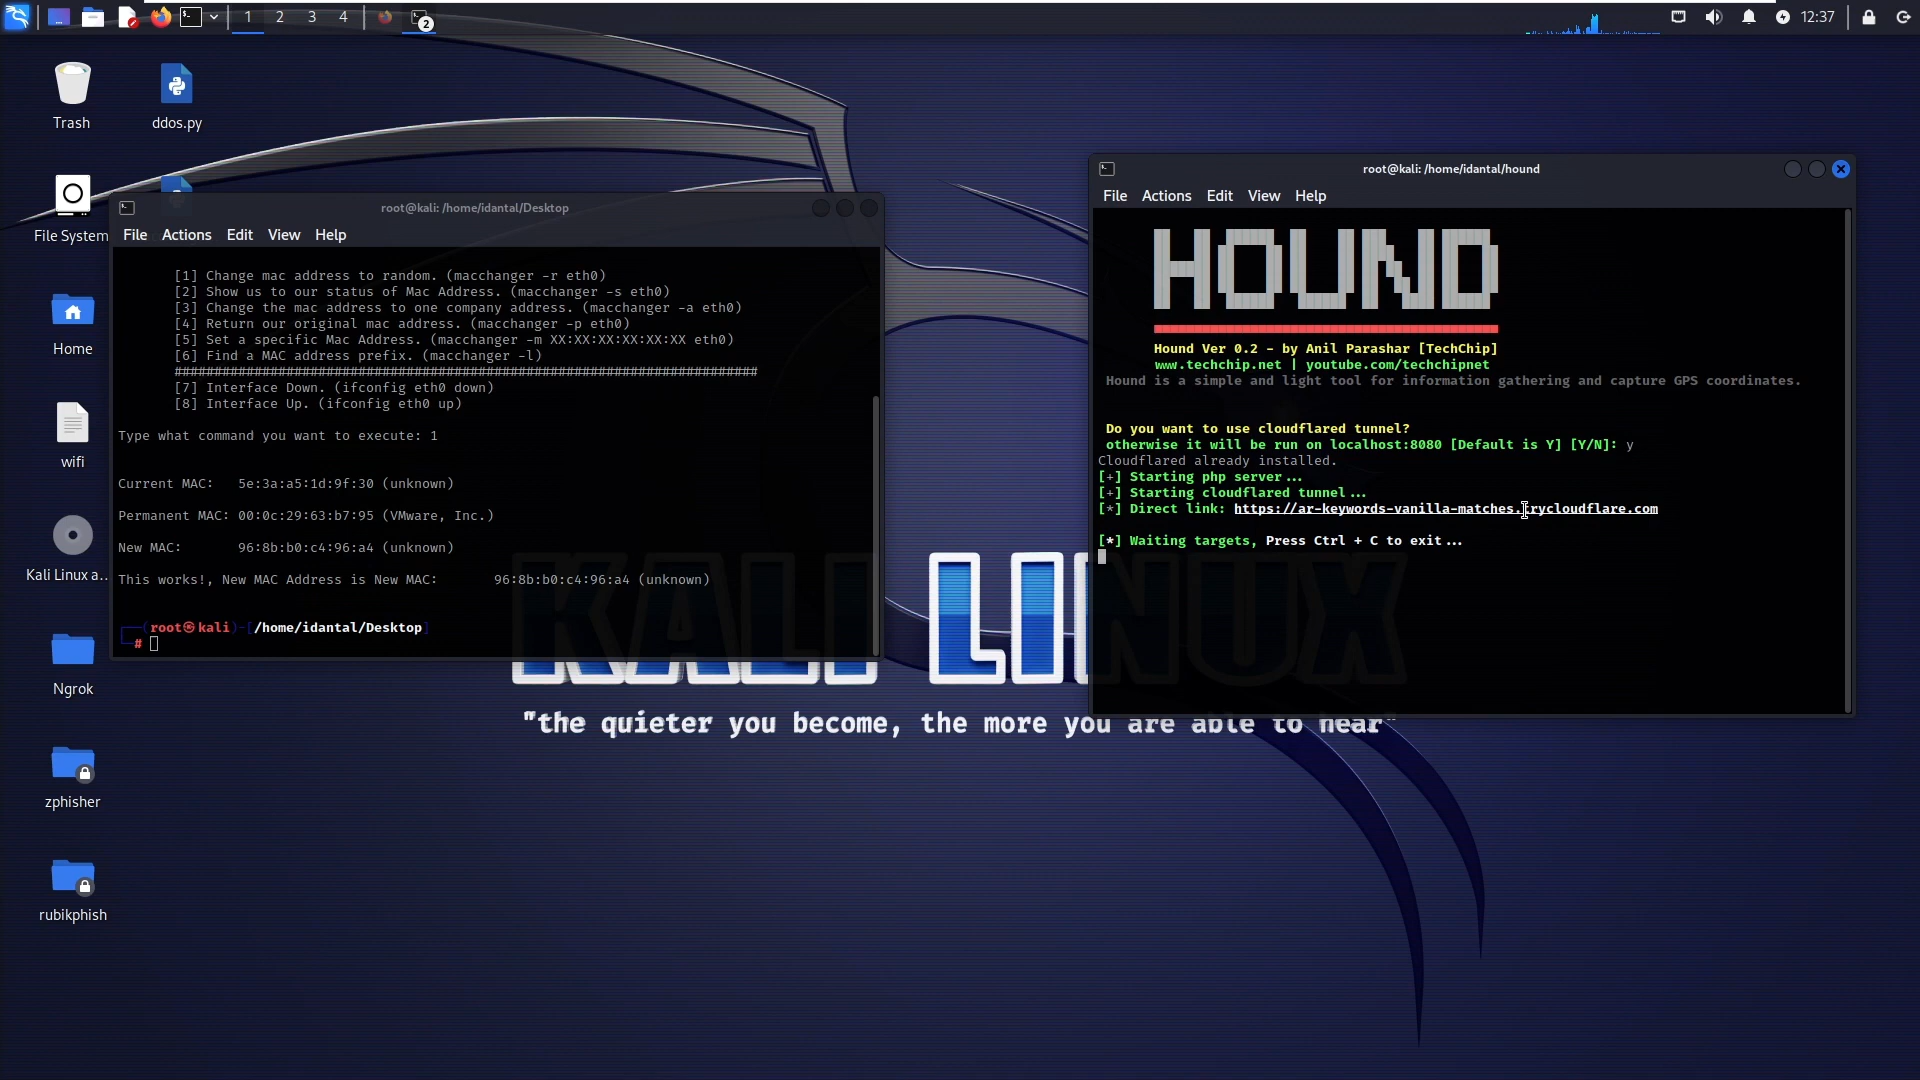 1 2 3 4
2
12:37
Trash
ddos.py
File System
Home
wifi
Kali Linux a...
Ngrok
zphisher
rubikphish
root@kali: /home/idantal/Desktop
File Actions Edit View Help
[1] Change mac address to random. (macchanger -r eth0)
[2] Show us to our status of Mac Address. (macchanger -s eth0)
[3] Change the mac address to one company address. (macchanger -a eth0)
[4] Return our original mac address. (macchanger -p eth0)
[5] Set a specific Mac Address. (macchanger -m XX:XX:XX:XX:XX:XX eth0)
[6] Find a MAC address prefix. (macchanger -l)
#########################################################################
[7] Interface Down. (ifconfig eth0 down)
[8] Interface Up. (ifconfig eth0 up)
Type what command you want to execute: 1
Current MAC: 5e:3a:a5:1d:9f:30 (unknown)
Permanent MAC: 00:0c:29:63:b7:95 (VMware, Inc.)
New MAC: 96:8b:b0:c4:96:a4 (unknown)
This works!, New MAC Address is New MAC: 96:8b:b0:c4:96:a4 (unknown)
(root㉿kali)-[/home/idantal/Desktop]
#
root@kali: /home/idantal/hound
File Actions Edit View Help
HOUND
Hound Ver 0.2 - by Anil Parashar [TechChip]
www.techchip.net | youtube.com/techchipnet
Hound is a simple and light tool for information gathering and capture GPS coordinates.
Do you want to use cloudflared tunnel?
otherwise it will be run on localhost:8080 [Default is Y] [Y/N]: y
Cloudflared already installed.
[+] Starting php server...
[+] Starting cloudflared tunnel...
[*] Direct link: https://ar-keywords-vanilla-matches.trycloudflare.com
[*] Waiting targets, Press Ctrl + C to exit...
KALI LINUX
"the quieter you become, the more you are able to hear"